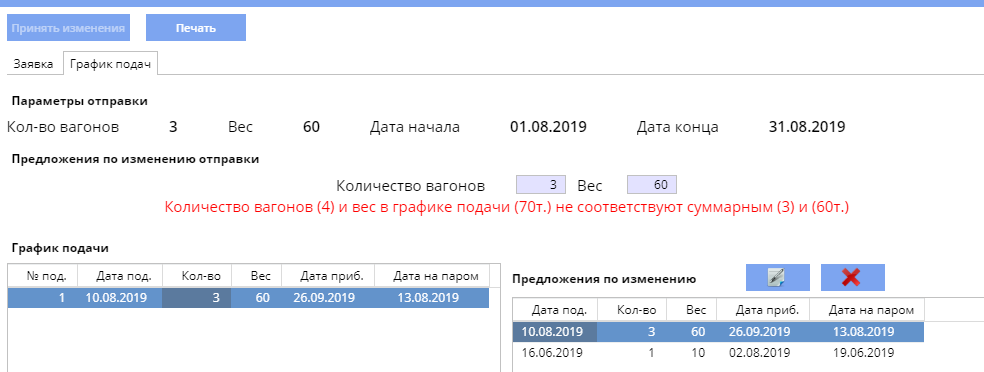 Принять изменения Печать
Заявка График подач
Параметры отправки
Кол-во вагонов 3 Вес 60 Дата начала 01.08.2019 Дата конца 31.08.2019
Предложения по изменению отправки
Количество вагонов 3 Вес 60
Количество вагонов (4) и вес в графике подачи (70т.) не соответствуют суммарным (3) и (60т.)
График подачи
№ под. Дата под. Кол-во Вес Дата приб. Дата на паром
1 10.08.2019 3 60 26.09.2019 13.08.2019
Предложения по изменению
Дата под. Кол-во Вес Дата приб. Дата на паром
10.08.2019 3 60 26.09.2019 13.08.2019
16.06.2019 1 10 02.08.2019 19.06.2019